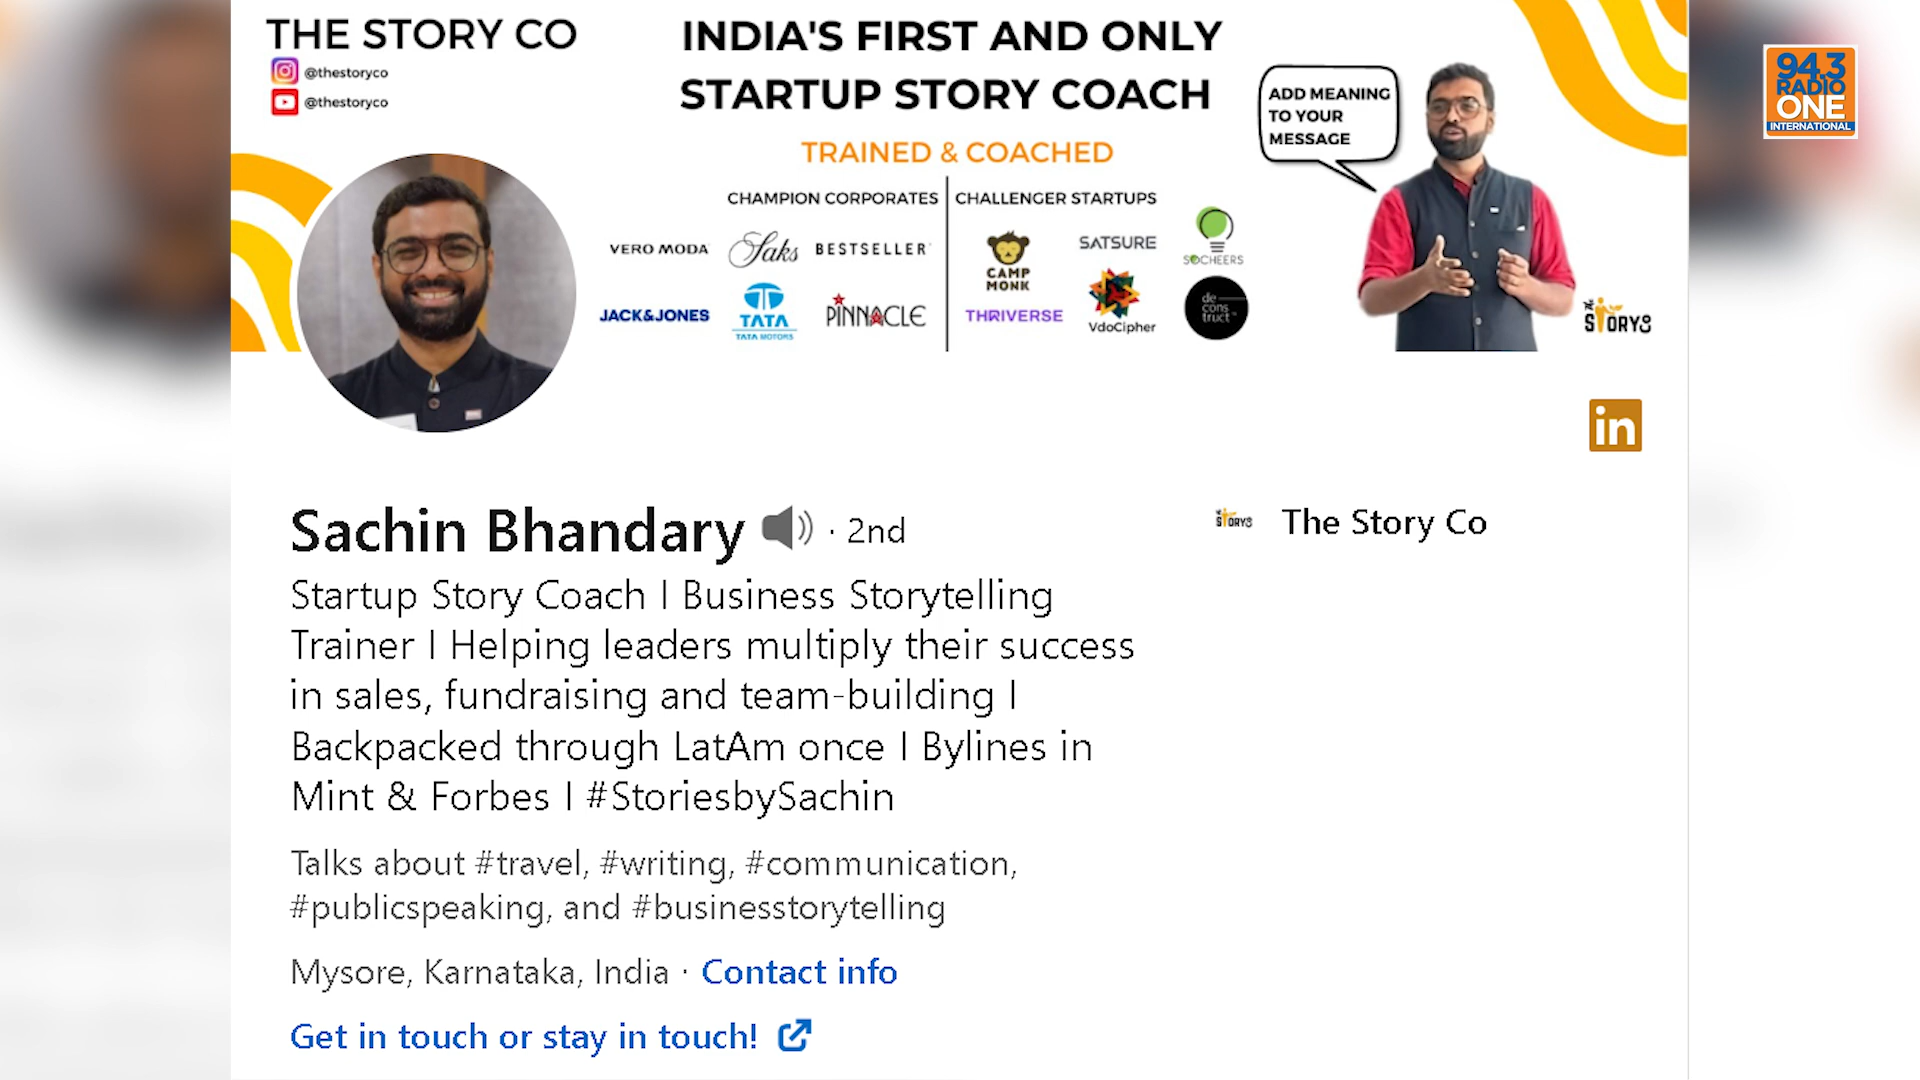 THE STORY CO
@thestoryco
@thestoryco
INDIA'S FIRST AND ONLY
STARTUP STORY COACH
TRAINED & COACHED
CHAMPION CORPORATES
CHALLENGER STARTUPS
VERO MODA
Saks
BESTSELLER
JACK&JONES
TATA
TATA MOTORS
PINNACLE
CAMP
MONK
SATSURE
SOCHEERS
THRIVERSE
VdoCipher
de
cons
truct™
ADD MEANING
TO YOUR
MESSAGE
The
STORYCO
94.3
RADIO
ONE
INTERNATIONAL
in
Sachin Bhandary · 2nd
The STORYCO The Story Co
Startup Story Coach I Business Storytelling
Trainer I Helping leaders multiply their success
in sales, fundraising and team-building I
Backpacked through LatAm once I Bylines in
Mint & Forbes I #StoriesbySachin
Talks about #travel, #writing, #communication,
#publicspeaking, and #businesstorytelling
Mysore, Karnataka, India · Contact info
Get in touch or stay in touch!